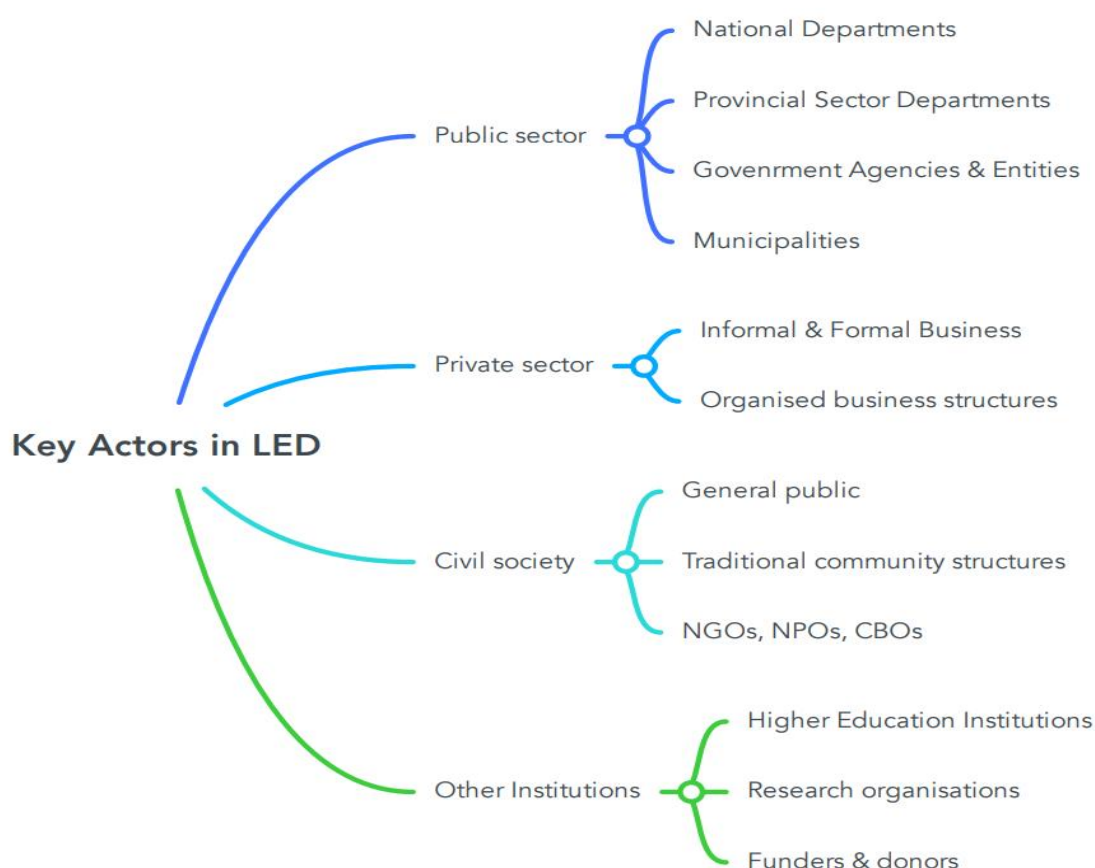 Key Actors in LED
Public sector
National Departments
Provincial Sector Departments
Govenrment Agencies & Entities
Municipalities
Private sector
Informal & Formal Business
Organised business structures
Civil society
General public
Traditional community structures
NGOs, NPOs, CBOs
Other Institutions
Higher Education Institutions
Research organisations
Funders & donors